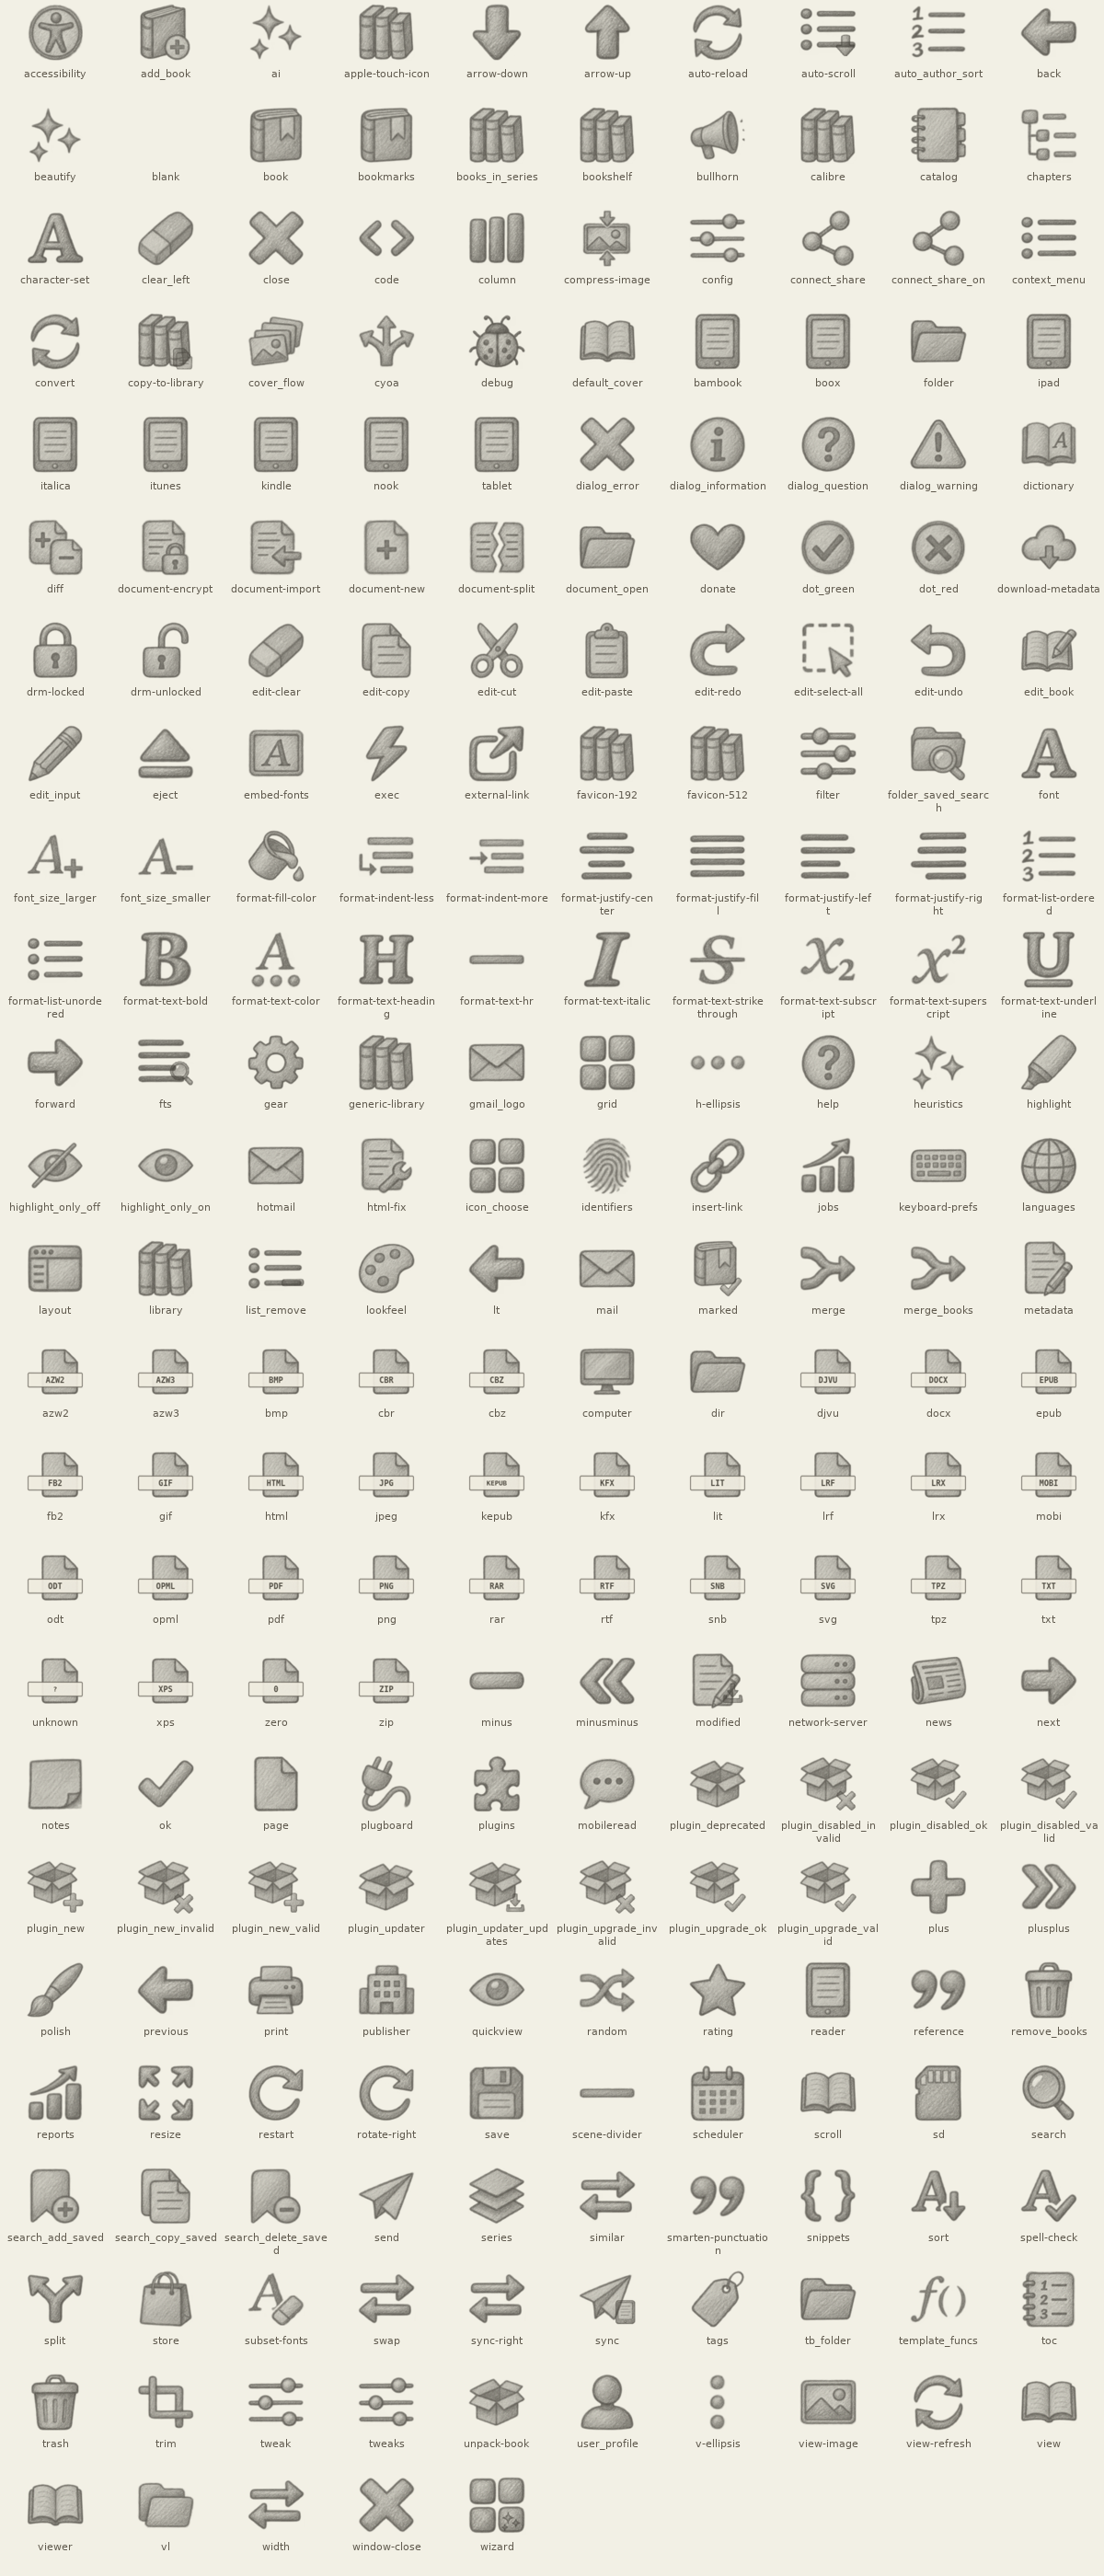 1
2
3
accessibility add_book ai apple-touch-icon arrow-down arrow-up auto-reload auto-scroll auto_author_sort back
beautify blank book bookmarks books_in_series bookshelf bullhorn calibre catalog chapters
A
character-set clear_left close code column compress-image config connect_share connect_share_on context_menu
convert copy-to-library cover_flow cyoa debug default_cover bambook boox folder ipad
i ? ! A
italica itunes kindle nook tablet dialog_error dialog_information dialog_question dialog_warning dictionary
diff document-encrypt document-import document-new document-split document_open donate dot_green dot_red download-metadata
drm-locked drm-unlocked edit-clear edit-copy edit-cut edit-paste edit-redo edit-select-all edit-undo edit_book
A A
edit_input eject embed-fonts exec external-link favicon-192 favicon-512 filter folder_saved_searc font
h
A+ A- 1
2
3
font_size_larger font_size_smaller format-fill-color format-indent-less format-indent-more format-justify-cen format-justify-fil format-justify-lef format-justify-rig format-list-ordere
ter l t ht d
B A H I S x2 x2 U
format-list-unorde format-text-bold format-text-color format-text-headin format-text-hr format-text-italic format-text-strike format-text-subscr format-text-supers format-text-underl
red g through ipt cript ine
?
forward fts gear generic-library gmail_logo grid h-ellipsis help heuristics highlight
highlight_only_off highlight_only_on hotmail html-fix icon_choose identifiers insert-link jobs keyboard-prefs languages
layout library list_remove lookfeel lt mail marked merge merge_books metadata
AZW2 AZW3 BMP CBR CBZ DJVU DOCX EPUB
azw2 azw3 bmp cbr cbz computer dir djvu docx epub
FB2 GIF HTML JPG KEPUB KFX LIT LRF LRX MOBI
fb2 gif html jpeg kepub kfx lit lrf lrx mobi
ODT OPML PDF PNG RAR RTF SNB SVG TPZ TXT
odt opml pdf png rar rtf snb svg tpz txt
? XPS 0 ZIP
unknown xps zero zip minus minusminus modified network-server news next
notes ok page plugboard plugins mobileread plugin_deprecated plugin_disabled_in plugin_disabled_ok plugin_disabled_va
valid lid
plugin_new plugin_new_invalid plugin_new_valid plugin_updater plugin_updater_upd plugin_upgrade_inv plugin_upgrade_ok plugin_upgrade_val plus plusplus
ates alid id
polish previous print publisher quickview random rating reader reference remove_books
reports resize restart rotate-right save scene-divider scheduler scroll sd search
{} A A
search_add_saved search_copy_saved search_delete_save send series similar smarten-punctuatio snippets sort spell-check
d n
A f() 1
2
3
split store subset-fonts swap sync-right sync tags tb_folder template_funcs toc
trash trim tweak tweaks unpack-book user_profile v-ellipsis view-image view-refresh view
viewer vl width window-close wizard